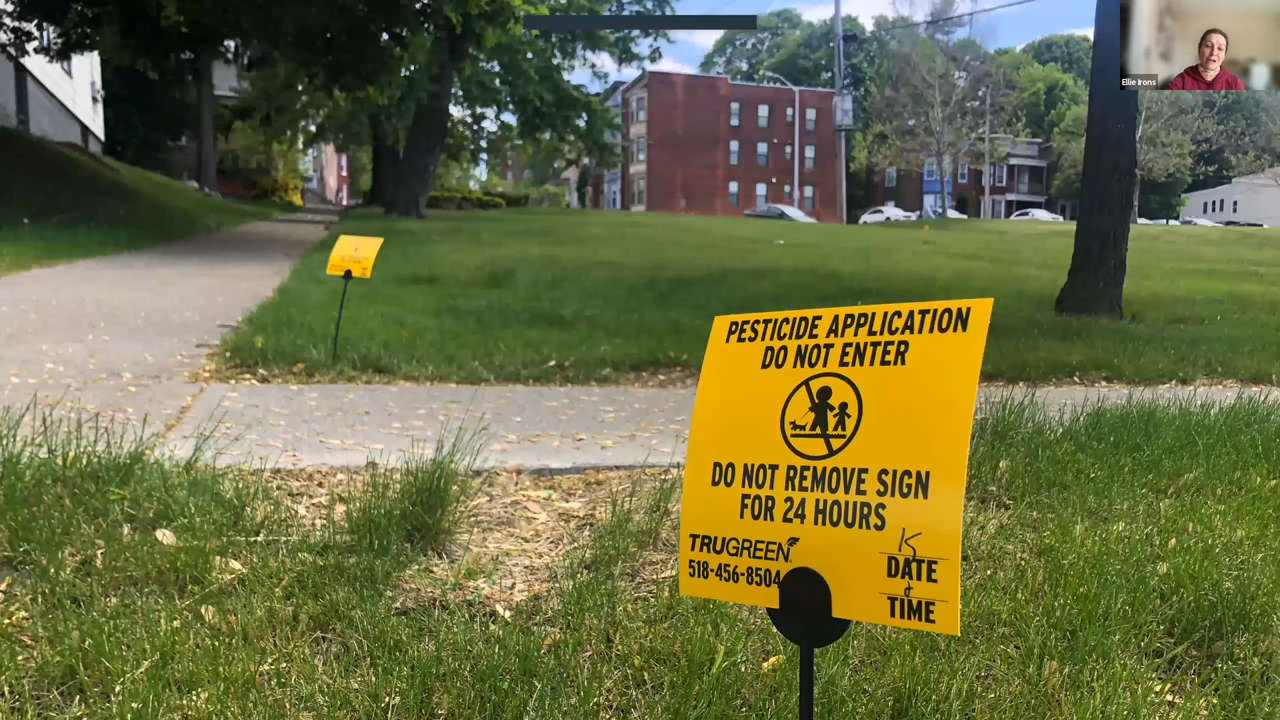 Ellie Irons
PESTICIDE APPLICATION
DO NOT ENTER
DO NOT REMOVE SIGN
FOR 24 HOURS
TRUGREEN
518-456-8504
DATE
TIME